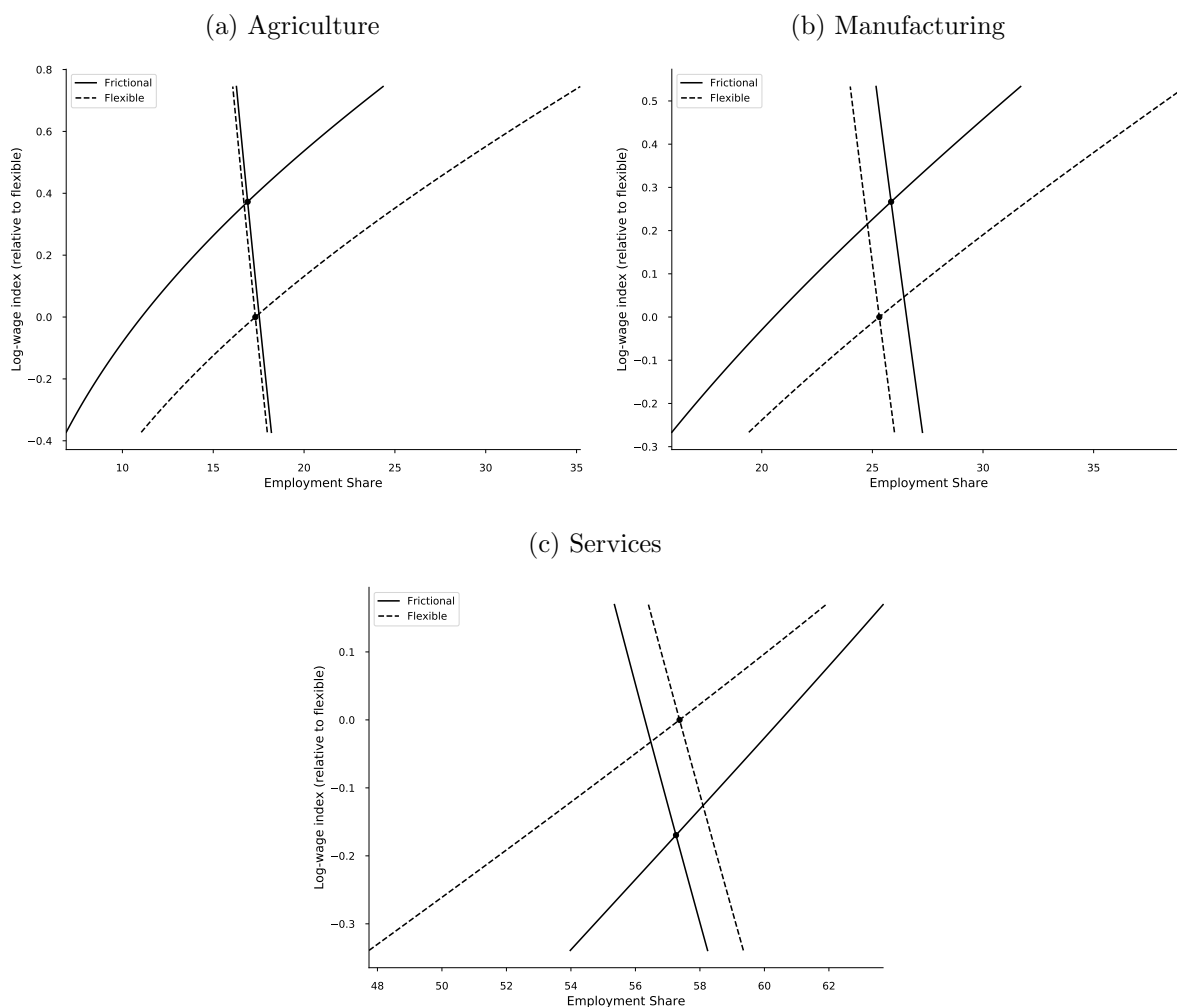 (a) Agriculture
Frictional
Flexible
Log-wage index (relative to flexible)
0.8
0.6
0.4
0.2
0.0
−0.2
−0.4
10 15 20 25 30 35
Employment Share
(b) Manufacturing
Frictional
Flexible
Log-wage index (relative to flexible)
0.5
0.4
0.3
0.2
0.1
0.0
−0.1
−0.2
−0.3
20 25 30 35
Employment Share
(c) Services
Frictional
Flexible
Log-wage index (relative to flexible)
0.1
0.0
−0.1
−0.2
−0.3
48 50 52 54 56 58 60 62
Employment Share